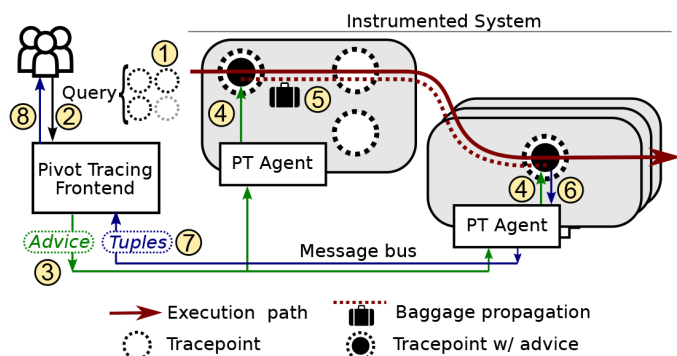 Instrumented System
1
Query
8
2
4
5
PT Agent
Pivot Tracing
Frontend
4
6
PT Agent
Advice
Tuples
7
3
Message bus
Execution path
Baggage propagation
Tracepoint
Tracepoint w/ advice